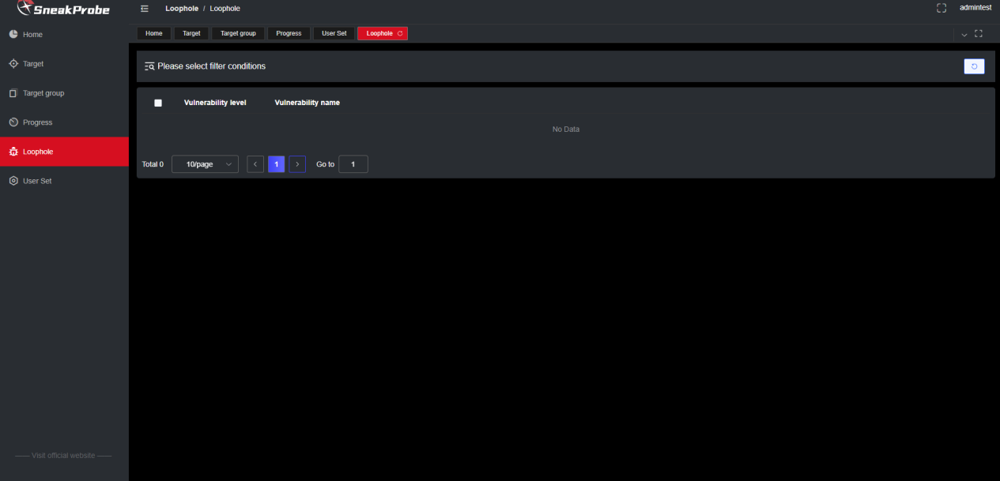 SneakProbe
Loophole / Loophole
admintest
Home
Target
Target group
Progress
User Set
Loophole
Home
Target
Target group
Progress
Loophole
User Set
Please select filter conditions
Vulnerability level
Vulnerability name
No Data
Total 0
10/page
1
Go to
1
Visit official website